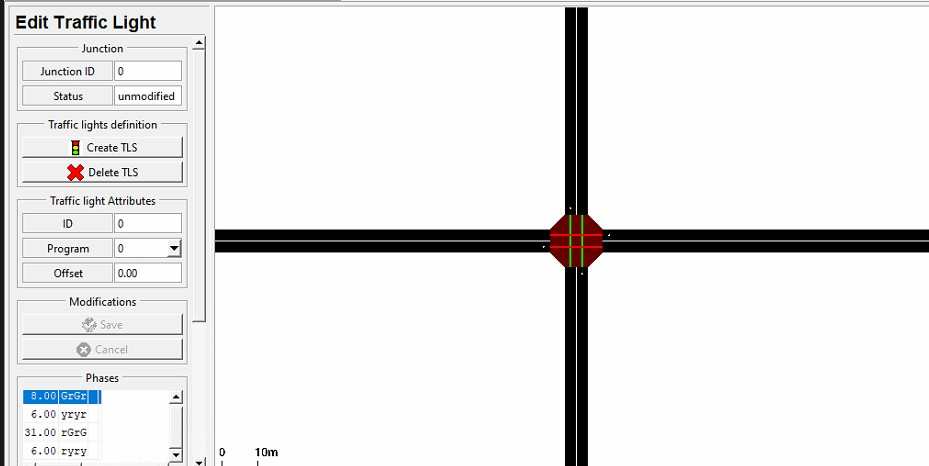 Edit Traffic Light
Junction
Junction ID 0
Status unmodified
Traffic lights definition
Create TLS
Delete TLS
Traffic light Attributes
ID 0
Program 0
Offset 0.00
Modifications
Save
Cancel
Phases
8.00 GrGr
6.00 yryr
31.00 rGrG
6.00 ryry
0 10m